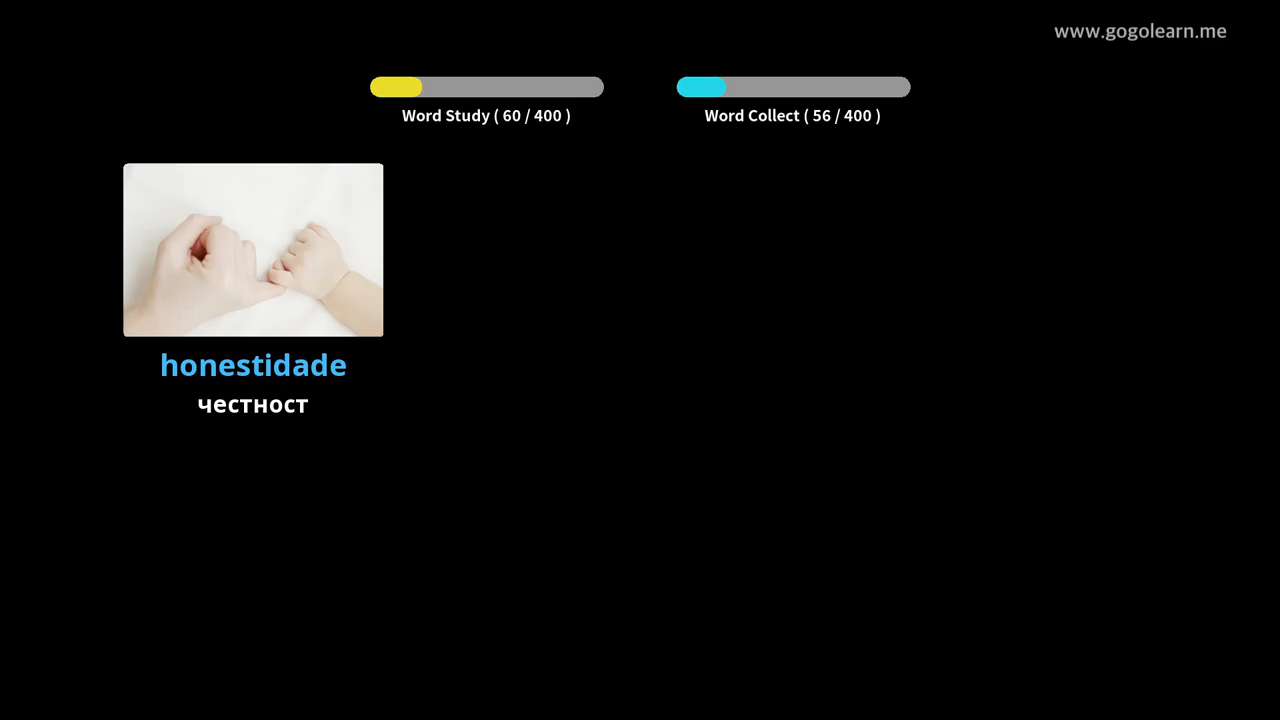 www.gogolearn.me
Word Study ( 60 / 400 )
Word Collect ( 56 / 400 )
honestidade
честност